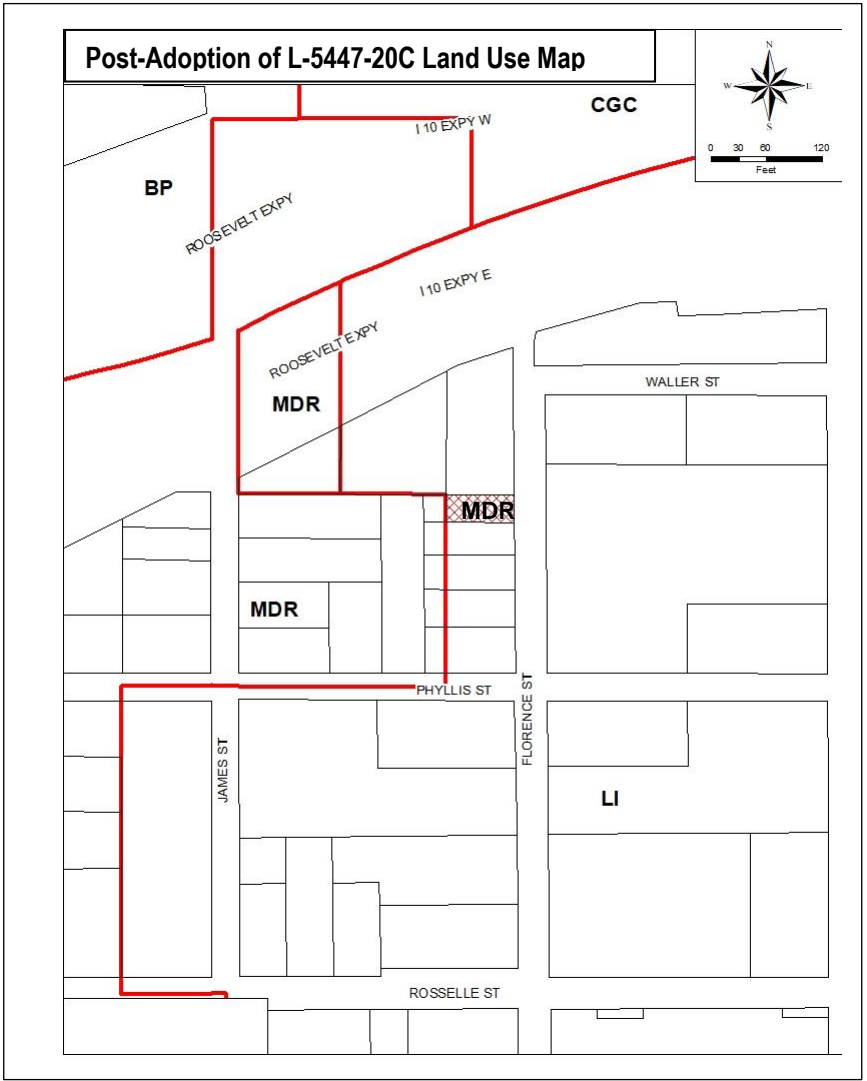 Post-Adoption of L-5447-20C Land Use Map
N
W E
S
0 30 60 120
Feet
CGC
I 10 EXPY W
BP
ROOSEVELT EXPY
I 10 EXPY E
ROOSEVELT EXPY
WALLER ST
MDR
MDR
MDR
PHYLLIS ST
FLORENCE ST
JAMES ST
LI
ROSSELLE ST